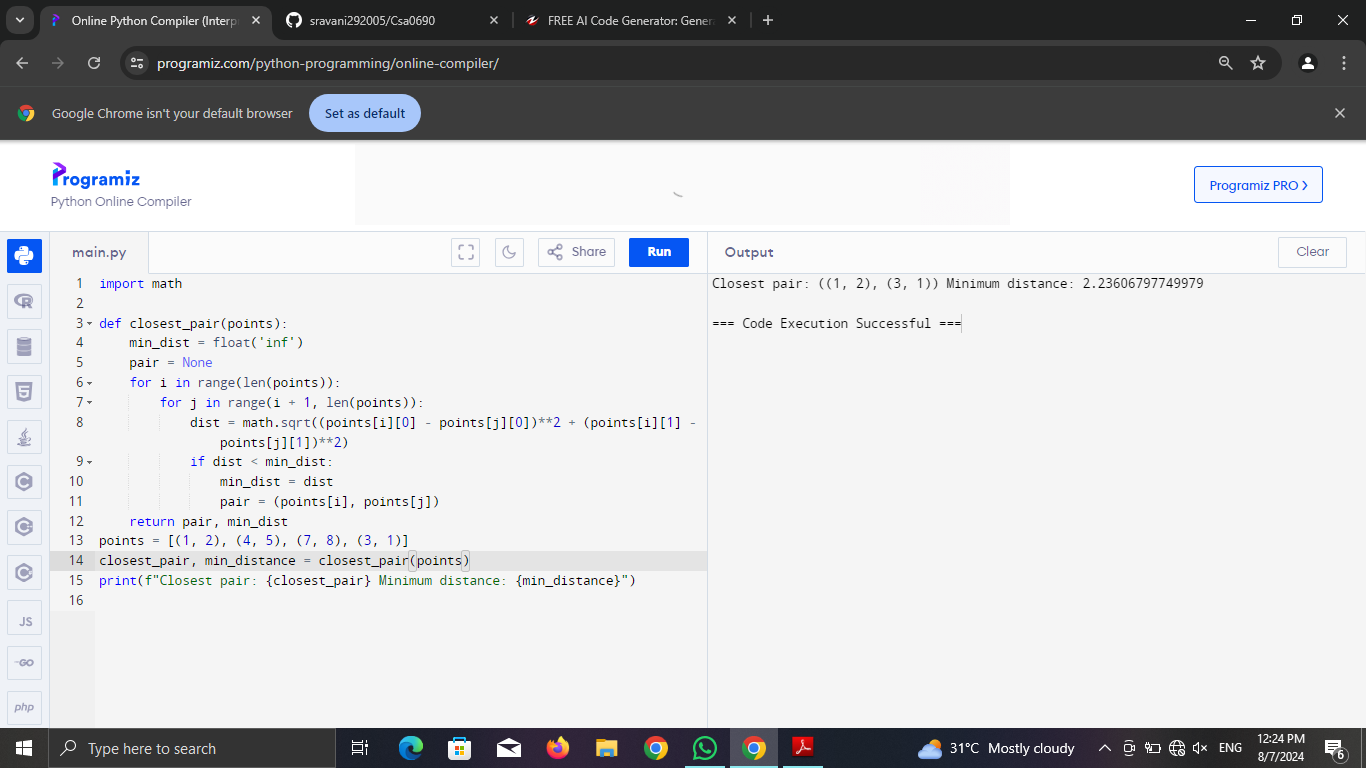 Online Python Compiler (Interp
sravani292005/Csa0690
FREE AI Code Generator: Genera
programiz.com/python-programming/online-compiler/
Google Chrome isn't your default browser
Set as default
Programiz
Python Online Compiler
Programiz PRO
main.py
Share
Run
Output
Clear
1 import math
2
3 def closest_pair(points):
4     min_dist = float('inf')
5     pair = None
6     for i in range(len(points)):
7         for j in range(i + 1, len(points)):
8             dist = math.sqrt((points[i][0] - points[j][0])**2 + (points[i][1] -
                points[j][1])**2)
9             if dist < min_dist:
10                 min_dist = dist
11                 pair = (points[i], points[j])
12     return pair, min_dist
13 points = [(1, 2), (4, 5), (7, 8), (3, 1)]
14 closest_pair, min_distance = closest_pair(points)
15 print(f"Closest pair: {closest_pair} Minimum distance: {min_distance}")
16
Closest pair: ((1, 2), (3, 1)) Minimum distance: 2.23606797749979
=== Code Execution Successful ===
JS
GO
php
Type here to search
31°C Mostly cloudy
ENG
12:24 PM
8/7/2024
6